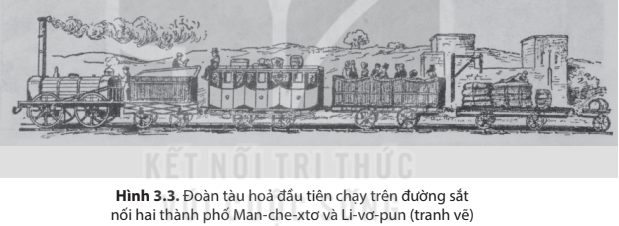 KẾT NỐI TRI THỨC
Hình 3.3. Đoàn tàu hoả đầu tiên chạy trên đường sắt
nối hai thành phố Man-che-xtơ và Li-vơ-pun (tranh vẽ)